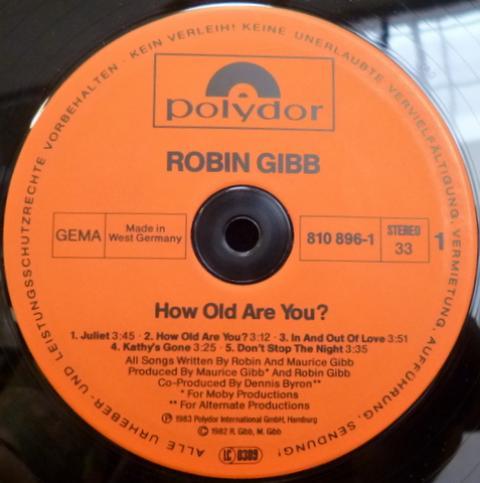 ALLE URHEBER- UND LEISTUNGSSCHUTZRECHTE VORBEHALTEN · KEIN VERLEIH! KEINE UNERLAUBTE VERVIELFÄLTIGUNG, VERMIETUNG, AUFFÜHRUNG, SENDUNG!
polydor
ROBIN GIBB
GEMA
Made in
West Germany
810 896-1
STEREO
33
1
How Old Are You?
1. Juliet 3:45 · 2. How Old Are You? 3:12 · 3. In And Out Of Love 3:51
4. Kathy's Gone 3:25 · 5. Don't Stop The Night 3:35
All Songs Written By Robin And Maurice Gibb
Produced By Maurice Gibb* And Robin Gibb
Co-Produced By Dennis Byron**
* For Moby Productions
** For Alternate Productions
℗ 1983 Polydor International GmbH, Hamburg
© 1982 R. Gibb, M. Gibb
LC 0309